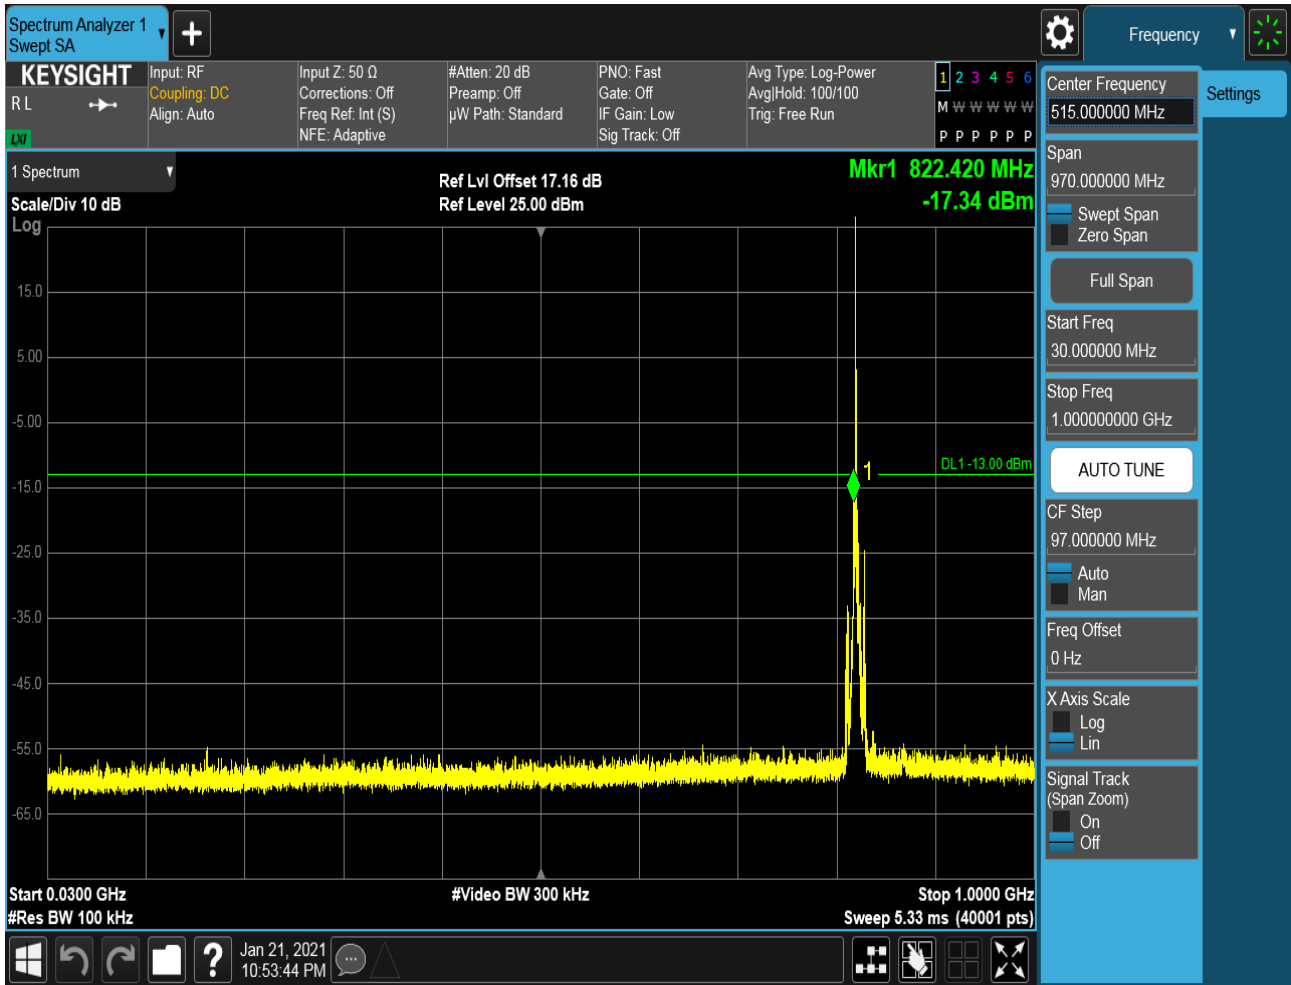 Spectrum Analyzer 1
Swept SA
Frequency
KEYSIGHT
R L
LXI
Input: RF
Coupling: DC
Align: Auto
Input Z: 50 Ω
Corrections: Off
Freq Ref: Int (S)
NFE: Adaptive
#Atten: 20 dB
Preamp: Off
µW Path: Standard
PNO: Fast
Gate: Off
IF Gain: Low
Sig Track: Off
Avg Type: Log-Power
Avg|Hold: 100/100
Trig: Free Run
1 2 3 4 5 6
M W W W W W
P P P P P P
1 Spectrum
Scale/Div 10 dB
Log
Ref Lvl Offset 17.16 dB
Ref Level 25.00 dBm
Mkr1 822.420 MHz
-17.34 dBm
15.0
5.00
-5.00
-15.0
-25.0
-35.0
-45.0
-55.0
-65.0
DL1 -13.00 dBm
1
Start 0.0300 GHz
#Res BW 100 kHz
#Video BW 300 kHz
Stop 1.0000 GHz
Sweep 5.33 ms (40001 pts)
Center Frequency
515.000000 MHz
Span
970.000000 MHz
Swept Span
Zero Span
Full Span
Start Freq
30.000000 MHz
Stop Freq
1.000000000 GHz
AUTO TUNE
CF Step
97.000000 MHz
Auto
Man
Freq Offset
0 Hz
X Axis Scale
Log
Lin
Signal Track
(Span Zoom)
On
Off
Settings
?
Jan 21, 2021
10:53:44 PM